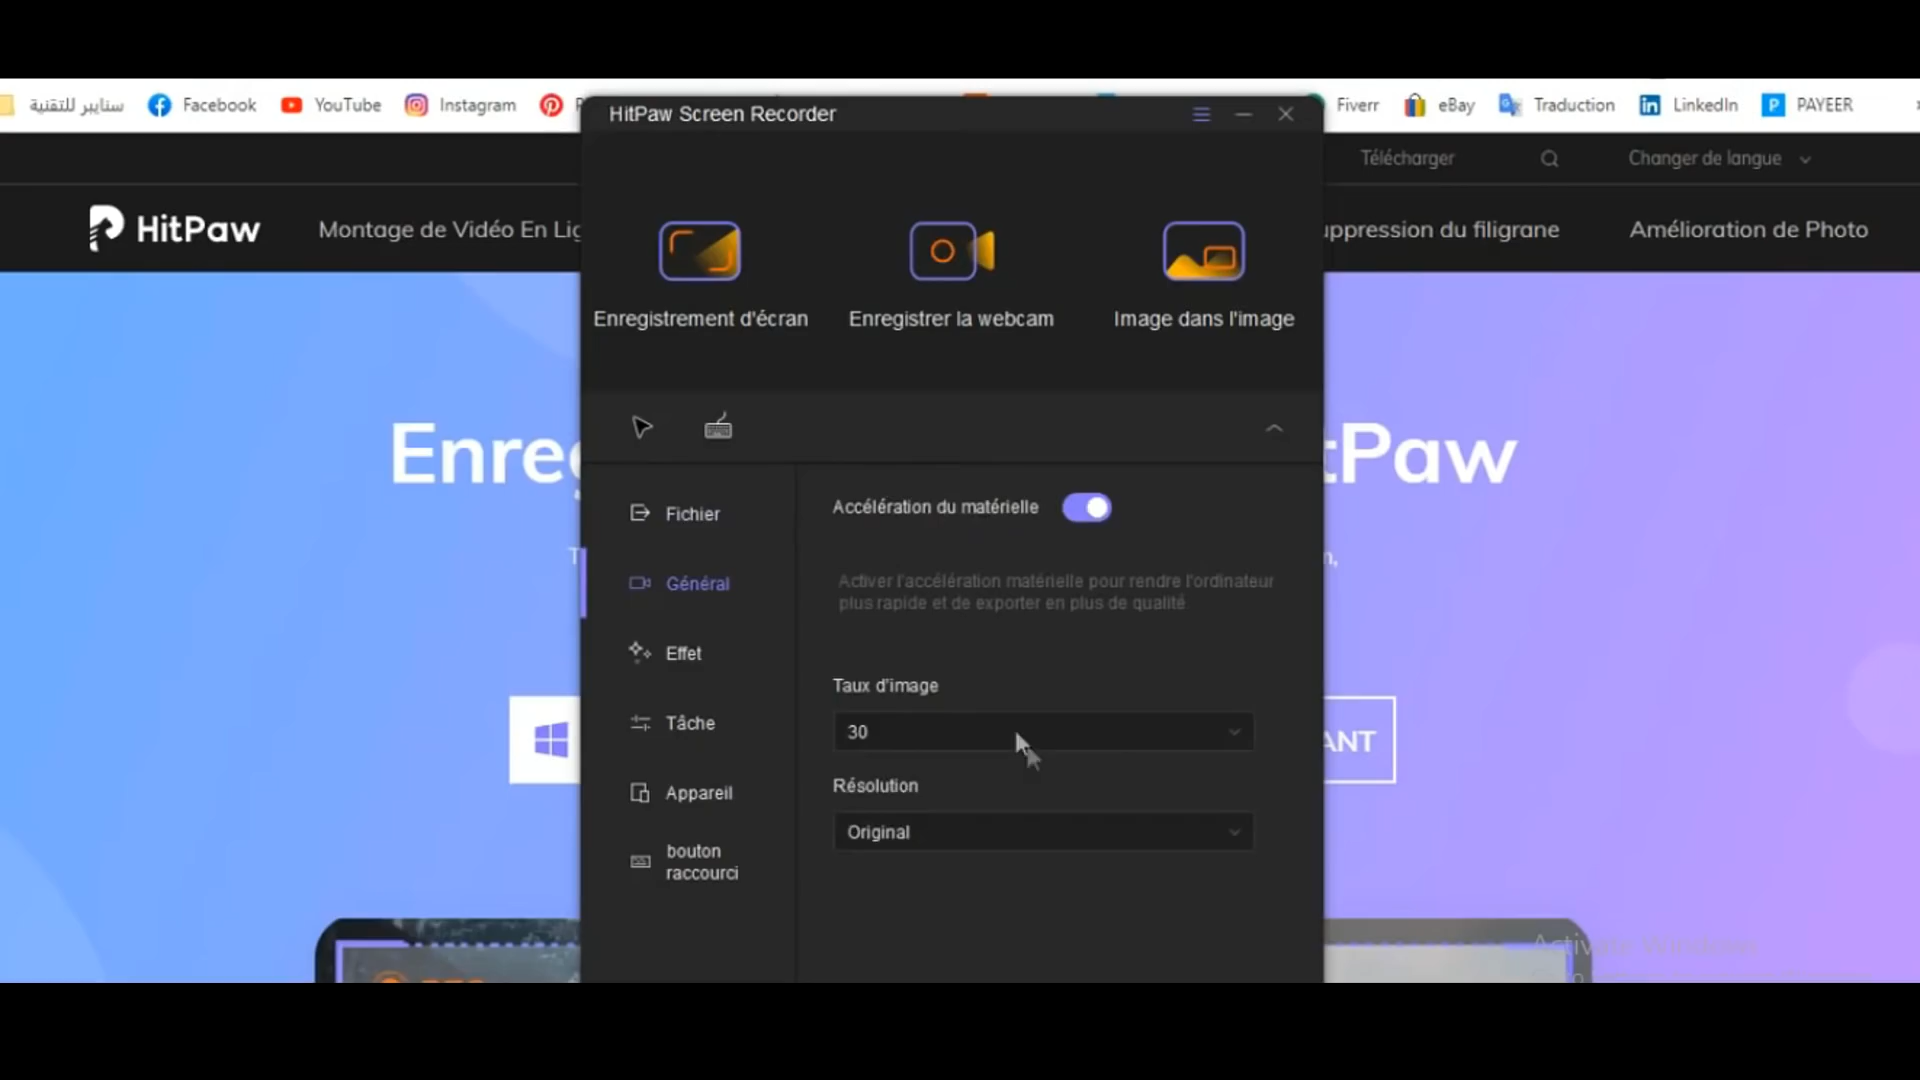 سنايبر للتقنية Facebook YouTube Instagram Fiverr eBay Traduction LinkedIn PAYEER
HitPaw Screen Recorder
Télécharger Changer de langue
HitPaw Montage de Vidéo En Lig uppression du filigrane Amélioration de Photo
Enregistrement d'écran Enregistrer la webcam Image dans l'image
Enreg tPaw
Fichier
Général
Effet
Tâche
Appareil
bouton
raccourci
Accélération du matérielle
Activer l'accélération matérielle pour rendre l'ordinateur
plus rapide et de exporter en plus de qualité
Taux d'image
30
Résolution
Original
ANT
Activate Windows